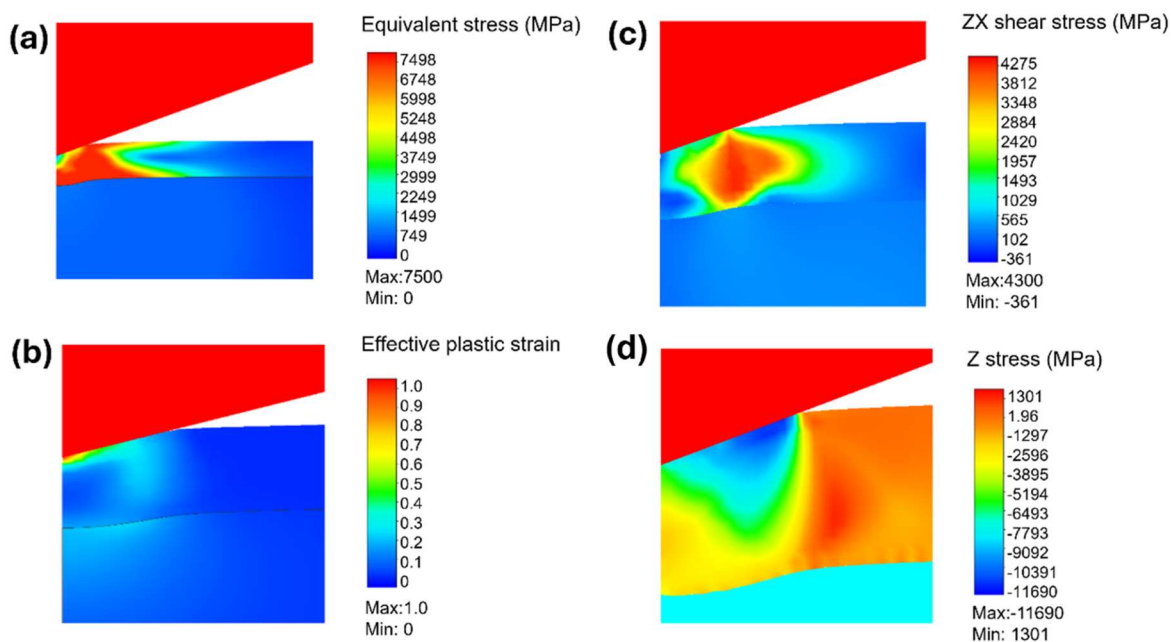 (a)
Equivalent stress (MPa)
7498
6748
5998
5248
4499
3749
2999
2249
1499
749
0
Max:7500
Min: 0
(c)
ZX shear stress (MPa)
4275
3812
3348
2884
2420
1957
1493
1029
565
102
-361
Max:4300
Min: -361
(b)
Effective plastic strain
1.0
0.9
0.8
0.7
0.6
0.5
0.4
0.3
0.2
0.1
0
Max:1.0
Min: 0
(d)
Z stress (MPa)
1301
1.96
-1297
-2596
-3895
-5194
-6493
-7793
-9092
-10391
-11690
Max:-11690
Min: 1301